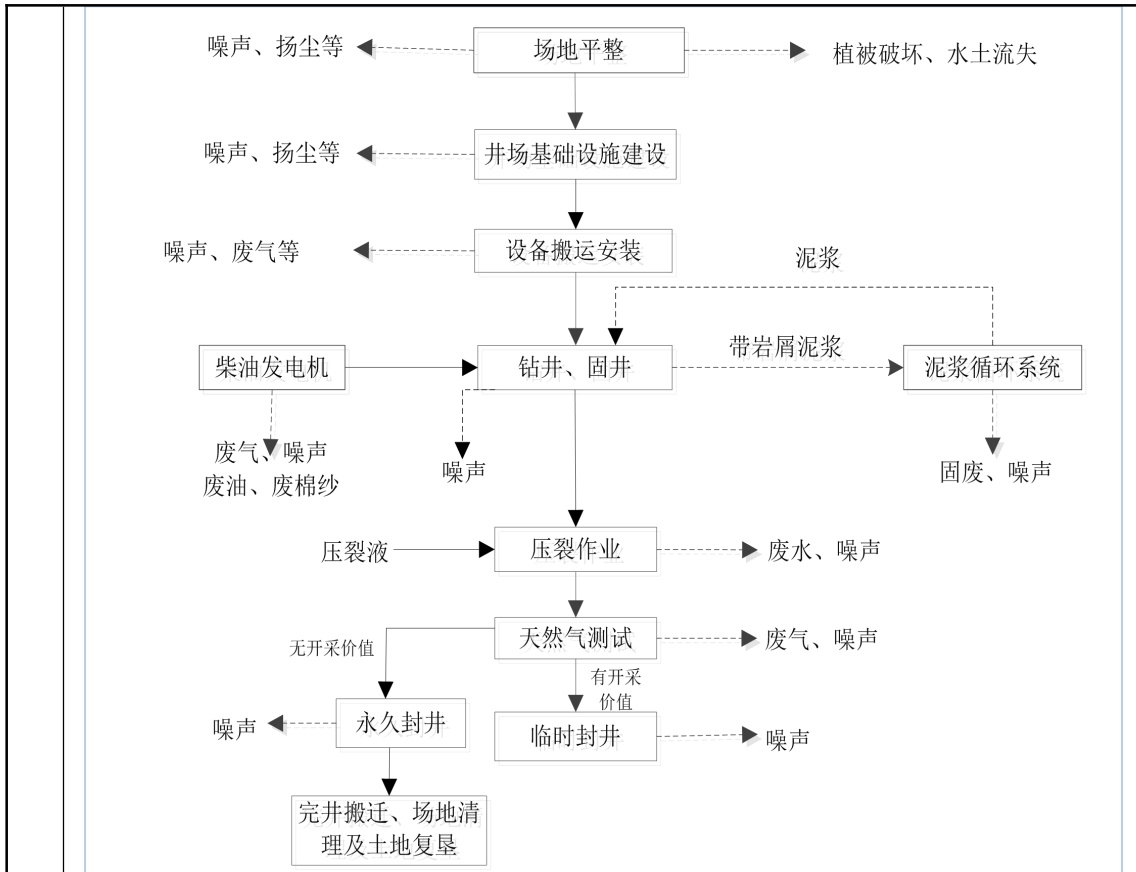 噪声、扬尘等
场地平整
植被破坏、水土流失
噪声、扬尘等
井场基础设施建设
噪声、废气等
设备搬运安装
泥浆
柴油发电机
钻井、固井
带岩屑泥浆
泥浆循环系统
废气、噪声
废油、废棉纱
噪声
固废、噪声
压裂液
压裂作业
废水、噪声
无开采价值
天然气测试
废气、噪声
有开采
价值
噪声
永久封井
临时封井
噪声
完井搬迁、场地清
理及土地复垦